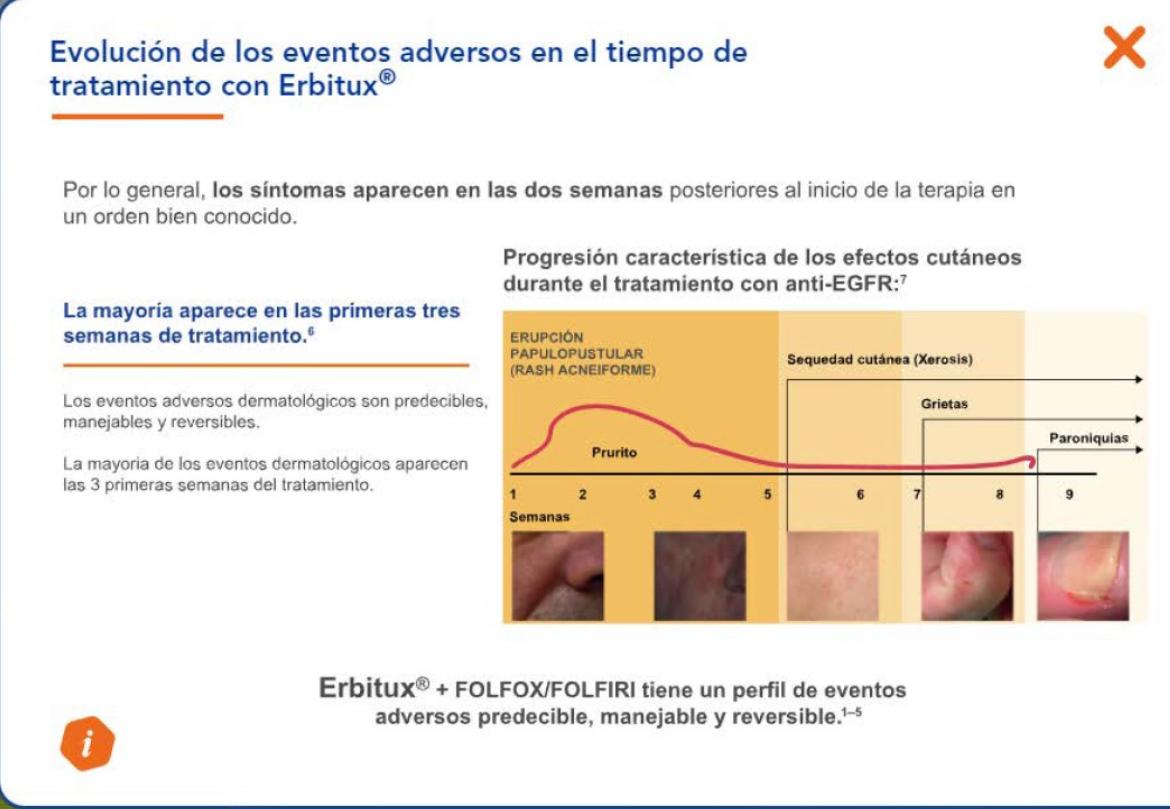 Evolución de los eventos adversos en el tiempo de
tratamiento con Erbitux®
Por lo general, los síntomas aparecen en las dos semanas posteriores al inicio de la terapia en
un orden bien conocido.
La mayoría aparece en las primeras tres
semanas de tratamiento.⁶
Los eventos adversos dermatológicos son predecibles,
manejables y reversibles.
La mayoria de los eventos dermatológicos aparecen
las 3 primeras semanas del tratamiento.
Progresión característica de los efectos cutáneos
durante el tratamiento con anti-EGFR:⁷
ERUPCIÓN
PAPULOPUSTULAR
(RASH ACNEIFORME)
Sequedad cutánea (Xerosis)
Grietas
Paroniquias
Prurito
1 2 3 4 5 6 7 8 9
Semanas
Erbitux® + FOLFOX/FOLFIRI tiene un perfil de eventos
adversos predecible, manejable y reversible.¹⁻⁵
i